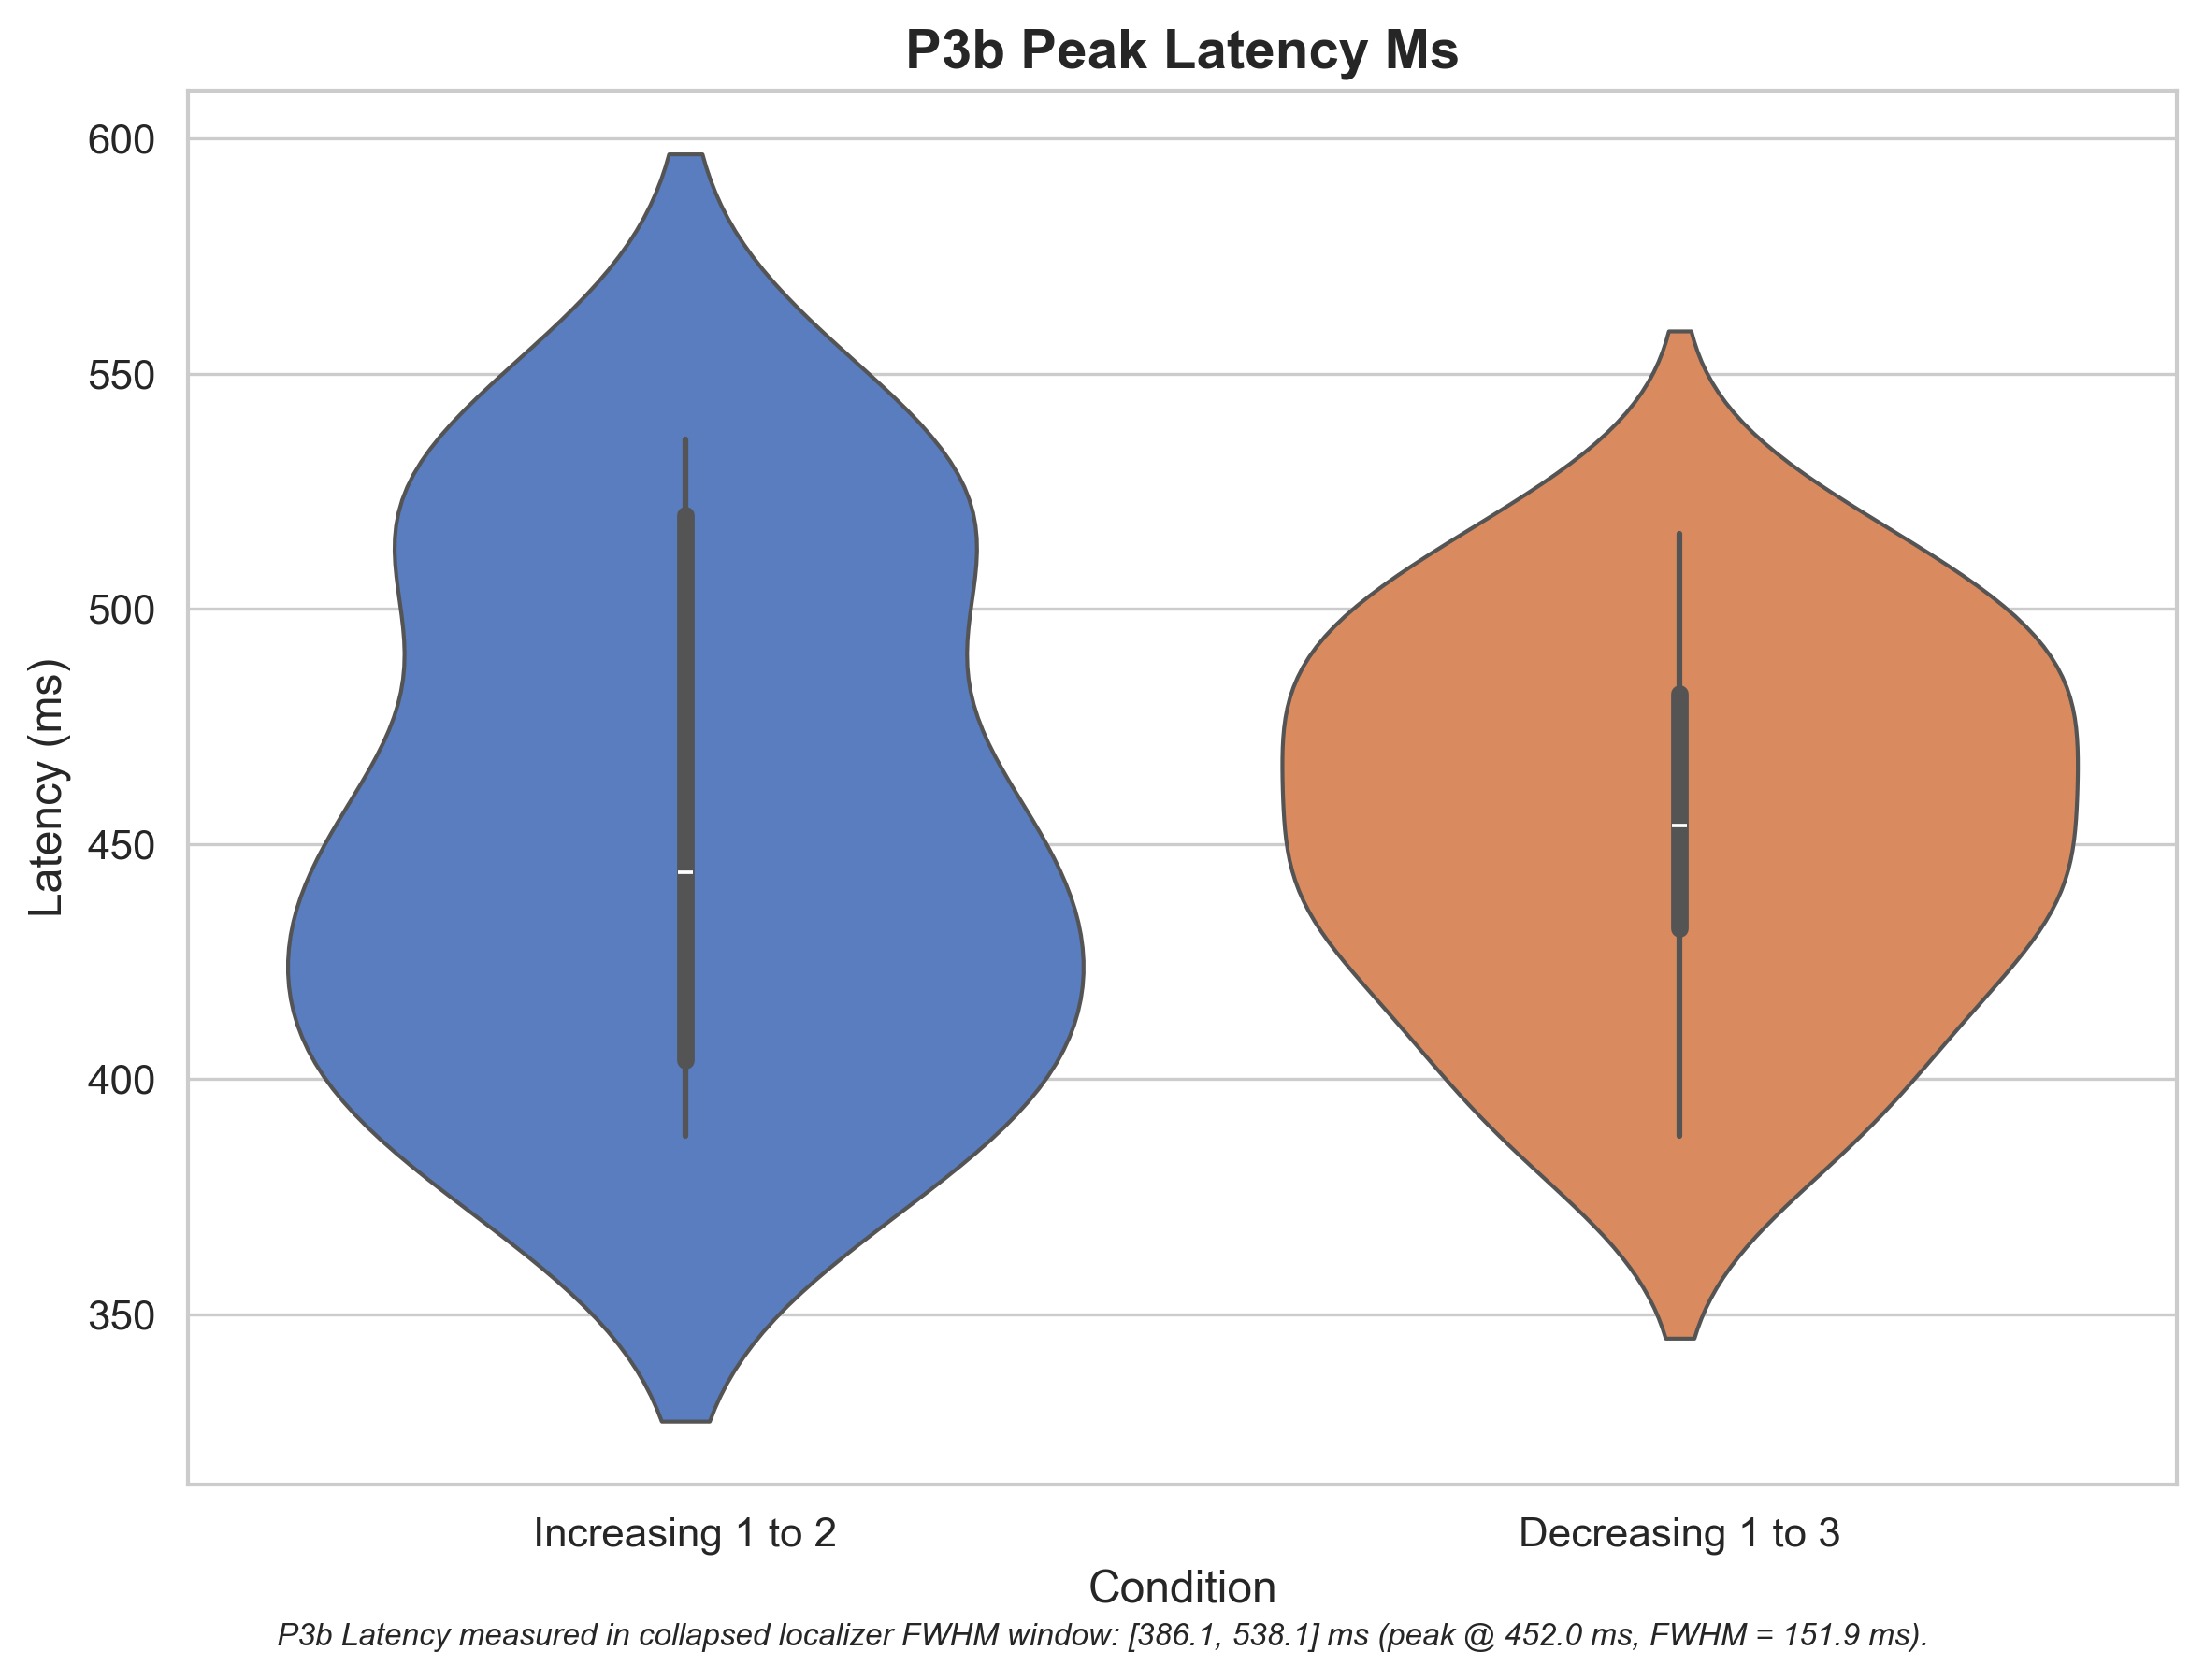 P3b Peak Latency Ms
600
550
500
450
400
350
Latency (ms)
Increasing 1 to 2
Decreasing 1 to 3
Condition
P3b Latency measured in collapsed localizer FWHM window: [386.1, 538.1] ms (peak @ 452.0 ms, FWHM = 151.9 ms).